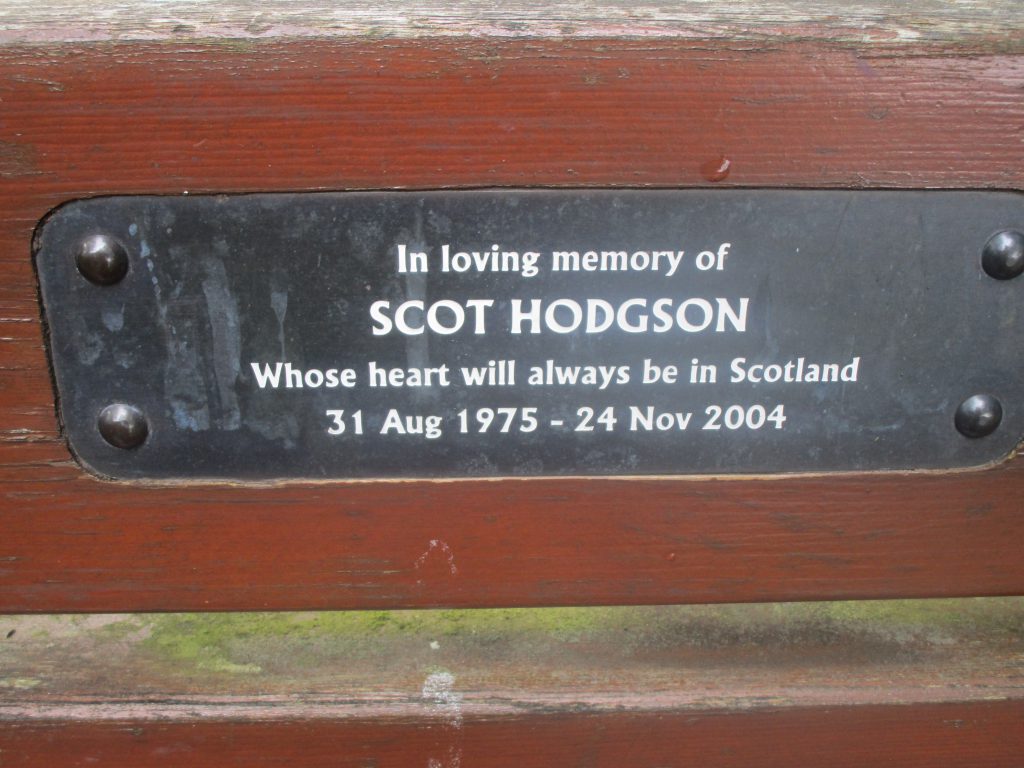 In loving memory of
SCOT HODGSON
Whose heart will always be in Scotland
31 Aug 1975 - 24 Nov 2004